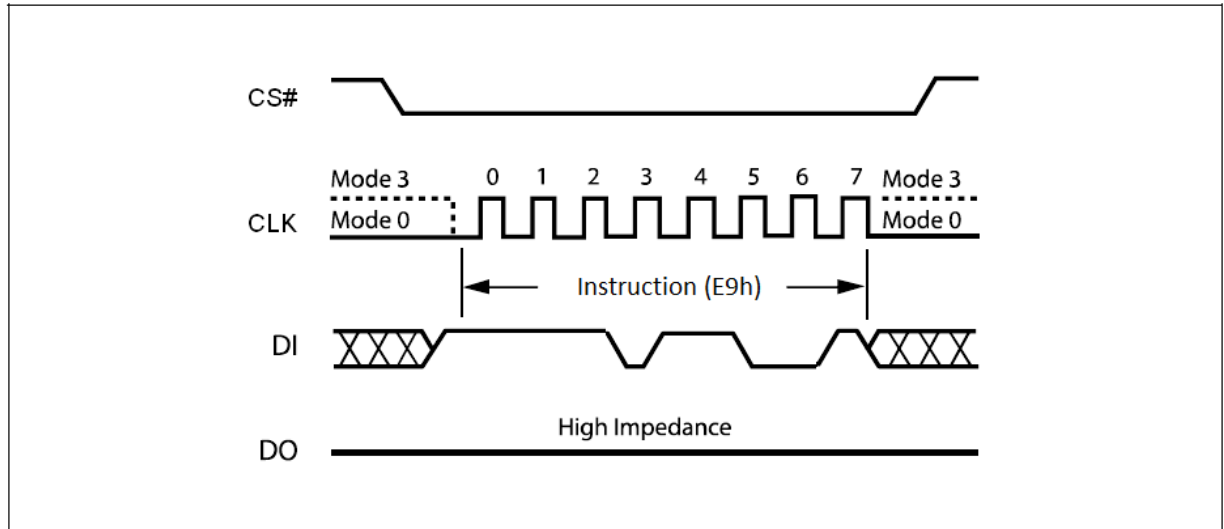 CS#
Mode 3 0 1 2 3 4 5 6 7 Mode 3
CLK Mode 0 Mode 0
Instruction (E9h)
DI
High Impedance
DO